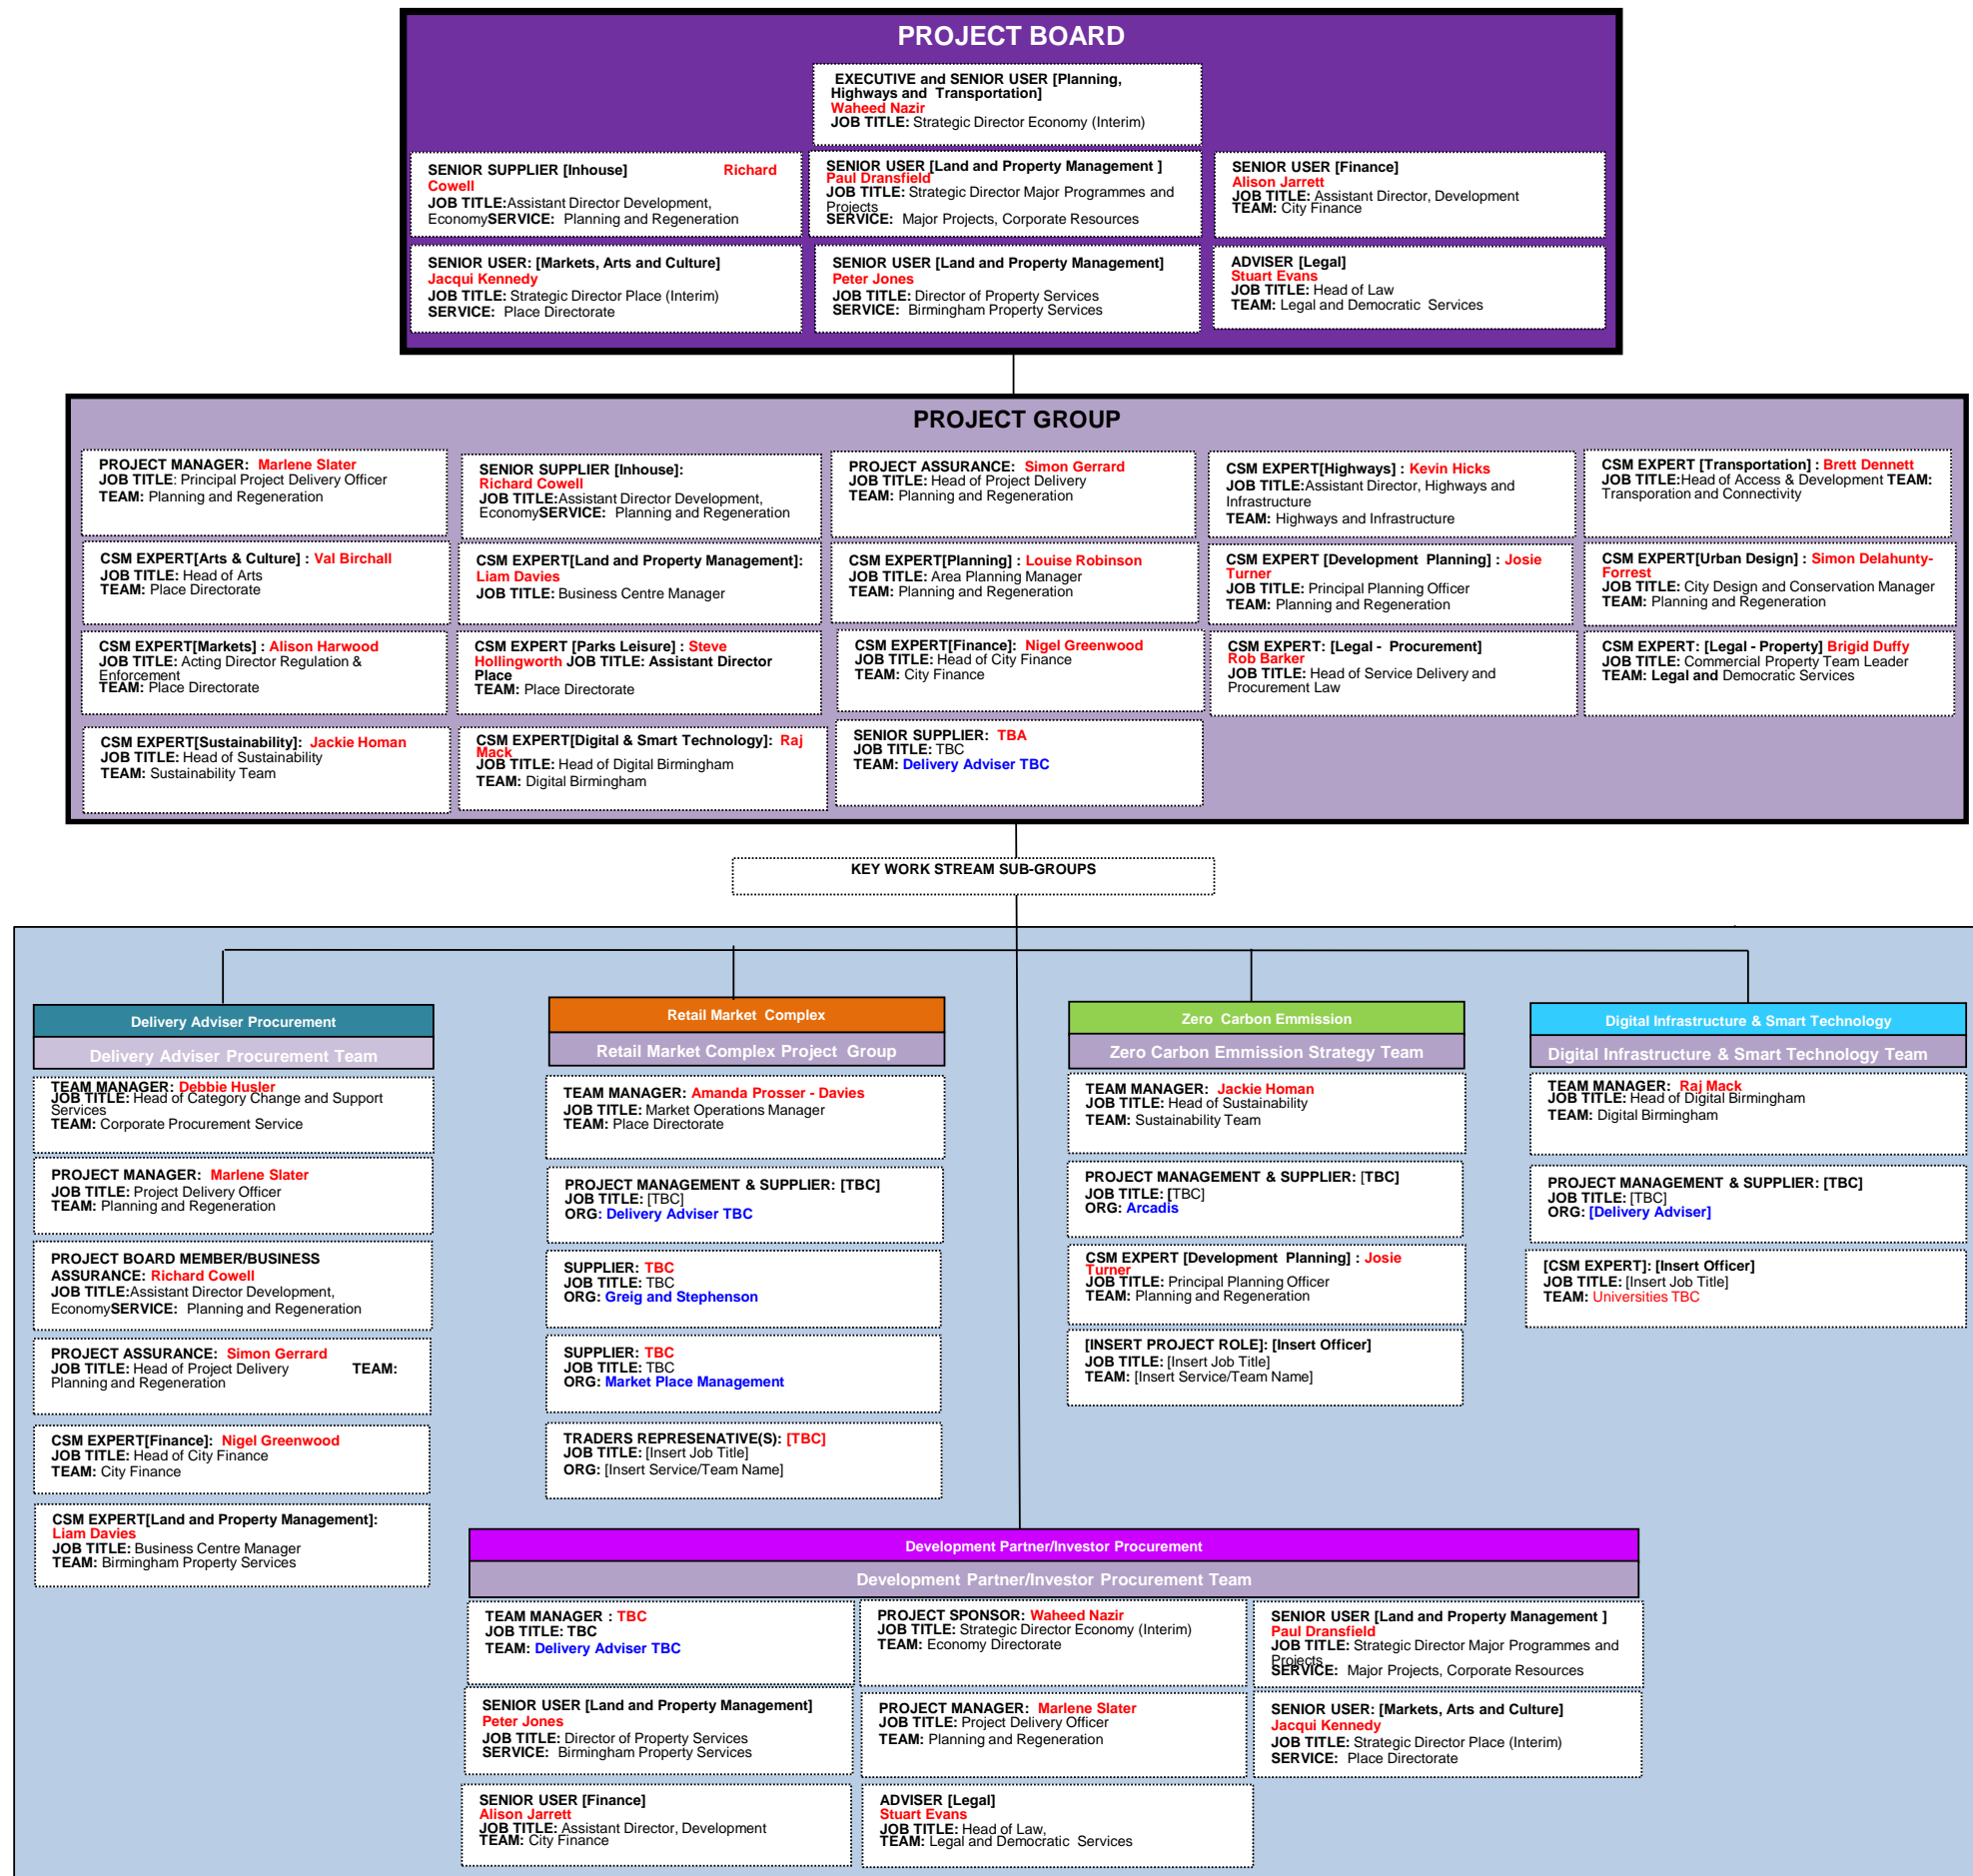 PROJECT BOARD
EXECUTIVE and SENIOR USER [Planning,
Highways and Transportation]
Waheed Nazir
JOB TITLE: Strategic Director Economy (Interim)
SENIOR SUPPLIER [Inhouse] Richard
Cowell
JOB TITLE:Assistant Director Development,
EconomySERVICE: Planning and Regeneration
SENIOR USER [Land and Property Management ]
Paul Dransfield
JOB TITLE: Strategic Director Major Programmes and
Projects
SERVICE: Major Projects, Corporate Resources
SENIOR USER [Finance]
Alison Jarrett
JOB TITLE: Assistant Director, Development
TEAM: City Finance
SENIOR USER: [Markets, Arts and Culture]
Jacqui Kennedy
JOB TITLE: Strategic Director Place (Interim)
SERVICE: Place Directorate
SENIOR USER [Land and Property Management]
Peter Jones
JOB TITLE: Director of Property Services
SERVICE: Birmingham Property Services
ADVISER [Legal]
Stuart Evans
JOB TITLE: Head of Law
TEAM: Legal and Democratic Services
PROJECT GROUP
PROJECT MANAGER: Marlene Slater
JOB TITLE: Principal Project Delivery Officer
TEAM: Planning and Regeneration
SENIOR SUPPLIER [Inhouse]:
Richard Cowell
JOB TITLE:Assistant Director Development,
EconomySERVICE: Planning and Regeneration
PROJECT ASSURANCE: Simon Gerrard
JOB TITLE: Head of Project Delivery
TEAM: Planning and Regeneration
CSM EXPERT[Highways] : Kevin Hicks
JOB TITLE:Assistant Director, Highways and
Infrastructure
TEAM: Highways and Infrastructure
CSM EXPERT [Transportation] : Brett Dennett
JOB TITLE:Head of Access & Development TEAM:
Transporation and Connectivity
CSM EXPERT[Arts & Culture] : Val Birchall
JOB TITLE: Head of Arts
TEAM: Place Directorate
CSM EXPERT[Land and Property Management]:
Liam Davies
JOB TITLE: Business Centre Manager
CSM EXPERT[Planning] : Louise Robinson
JOB TITLE: Area Planning Manager
TEAM: Planning and Regeneration
CSM EXPERT [Development Planning] : Josie
Turner
JOB TITLE: Principal Planning Officer
TEAM: Planning and Regeneration
CSM EXPERT[Urban Design] : Simon Delahunty-
Forrest
JOB TITLE: City Design and Conservation Manager
TEAM: Planning and Regeneration
CSM EXPERT[Markets] : Alison Harwood
JOB TITLE: Acting Director Regulation &
Enforcement
TEAM: Place Directorate
CSM EXPERT [Parks Leisure] : Steve
Hollingworth JOB TITLE: Assistant Director
Place
TEAM: Place Directorate
CSM EXPERT[Finance]: Nigel Greenwood
JOB TITLE: Head of City Finance
TEAM: City Finance
CSM EXPERT: [Legal - Procurement]
Rob Barker
JOB TITLE: Head of Service Delivery and
Procurement Law
CSM EXPERT: [Legal - Property] Brigid Duffy
JOB TITLE: Commercial Property Team Leader
TEAM: Legal and Democratic Services
CSM EXPERT[Sustainability]: Jackie Homan
JOB TITLE: Head of Sustainability
TEAM: Sustainability Team
CSM EXPERT[Digital & Smart Technology]: Raj
Mack
JOB TITLE: Head of Digital Birmingham
TEAM: Digital Birmingham
SENIOR SUPPLIER: TBA
JOB TITLE: TBC
TEAM: Delivery Adviser TBC
KEY WORK STREAM SUB-GROUPS
Delivery Adviser Procurement
Delivery Adviser Procurement Team
TEAM MANAGER: Debbie Husler
JOB TITLE: Head of Category Change and Support
Services
TEAM: Corporate Procurement Service
PROJECT MANAGER: Marlene Slater
JOB TITLE: Project Delivery Officer
TEAM: Planning and Regeneration
PROJECT BOARD MEMBER/BUSINESS
ASSURANCE: Richard Cowell
JOB TITLE:Assistant Director Development,
EconomySERVICE: Planning and Regeneration
PROJECT ASSURANCE: Simon Gerrard
JOB TITLE: Head of Project Delivery TEAM:
Planning and Regeneration
CSM EXPERT[Finance]: Nigel Greenwood
JOB TITLE: Head of City Finance
TEAM: City Finance
CSM EXPERT[Land and Property Management]:
Liam Davies
JOB TITLE: Business Centre Manager
TEAM: Birmingham Property Services
Retail Market Complex
Retail Market Complex Project Group
TEAM MANAGER: Amanda Prosser - Davies
JOB TITLE: Market Operations Manager
TEAM: Place Directorate
PROJECT MANAGEMENT & SUPPLIER: [TBC]
JOB TITLE: [TBC]
ORG: Delivery Adviser TBC
SUPPLIER: TBC
JOB TITLE: TBC
ORG: Greig and Stephenson
SUPPLIER: TBC
JOB TITLE: TBC
ORG: Market Place Management
TRADERS REPRESENATIVE(S): [TBC]
JOB TITLE: [Insert Job Title]
ORG: [Insert Service/Team Name]
Zero Carbon Emmission
Zero Carbon Emmission Strategy Team
TEAM MANAGER: Jackie Homan
JOB TITLE: Head of Sustainability
TEAM: Sustainability Team
PROJECT MANAGEMENT & SUPPLIER: [TBC]
JOB TITLE: [TBC]
ORG: Arcadis
CSM EXPERT [Development Planning] : Josie
Turner
JOB TITLE: Principal Planning Officer
TEAM: Planning and Regeneration
[INSERT PROJECT ROLE]: [Insert Officer]
JOB TITLE: [Insert Job Title]
TEAM: [Insert Service/Team Name]
Digital Infrastructure & Smart Technology
Digital Infrastructure & Smart Technology Team
TEAM MANAGER: Raj Mack
JOB TITLE: Head of Digital Birmingham
TEAM: Digital Birmingham
PROJECT MANAGEMENT & SUPPLIER: [TBC]
JOB TITLE: [TBC]
ORG: [Delivery Adviser]
[CSM EXPERT]: [Insert Officer]
JOB TITLE: [Insert Job Title]
TEAM: Universities TBC
Development Partner/Investor Procurement
Development Partner/Investor Procurement Team
TEAM MANAGER : TBC
JOB TITLE: TBC
TEAM: Delivery Adviser TBC
PROJECT SPONSOR: Waheed Nazir
JOB TITLE: Strategic Director Economy (Interim)
TEAM: Economy Directorate
SENIOR USER [Land and Property Management ]
Paul Dransfield
JOB TITLE: Strategic Director Major Programmes and
Projects
SERVICE: Major Projects, Corporate Resources
SENIOR USER [Land and Property Management]
Peter Jones
JOB TITLE: Director of Property Services
SERVICE: Birmingham Property Services
PROJECT MANAGER: Marlene Slater
JOB TITLE: Project Delivery Officer
TEAM: Planning and Regeneration
SENIOR USER: [Markets, Arts and Culture]
Jacqui Kennedy
JOB TITLE: Strategic Director Place (Interim)
SERVICE: Place Directorate
SENIOR USER [Finance]
Alison Jarrett
JOB TITLE: Assistant Director, Development
TEAM: City Finance
ADVISER [Legal]
Stuart Evans
JOB TITLE: Head of Law,
TEAM: Legal and Democratic Services